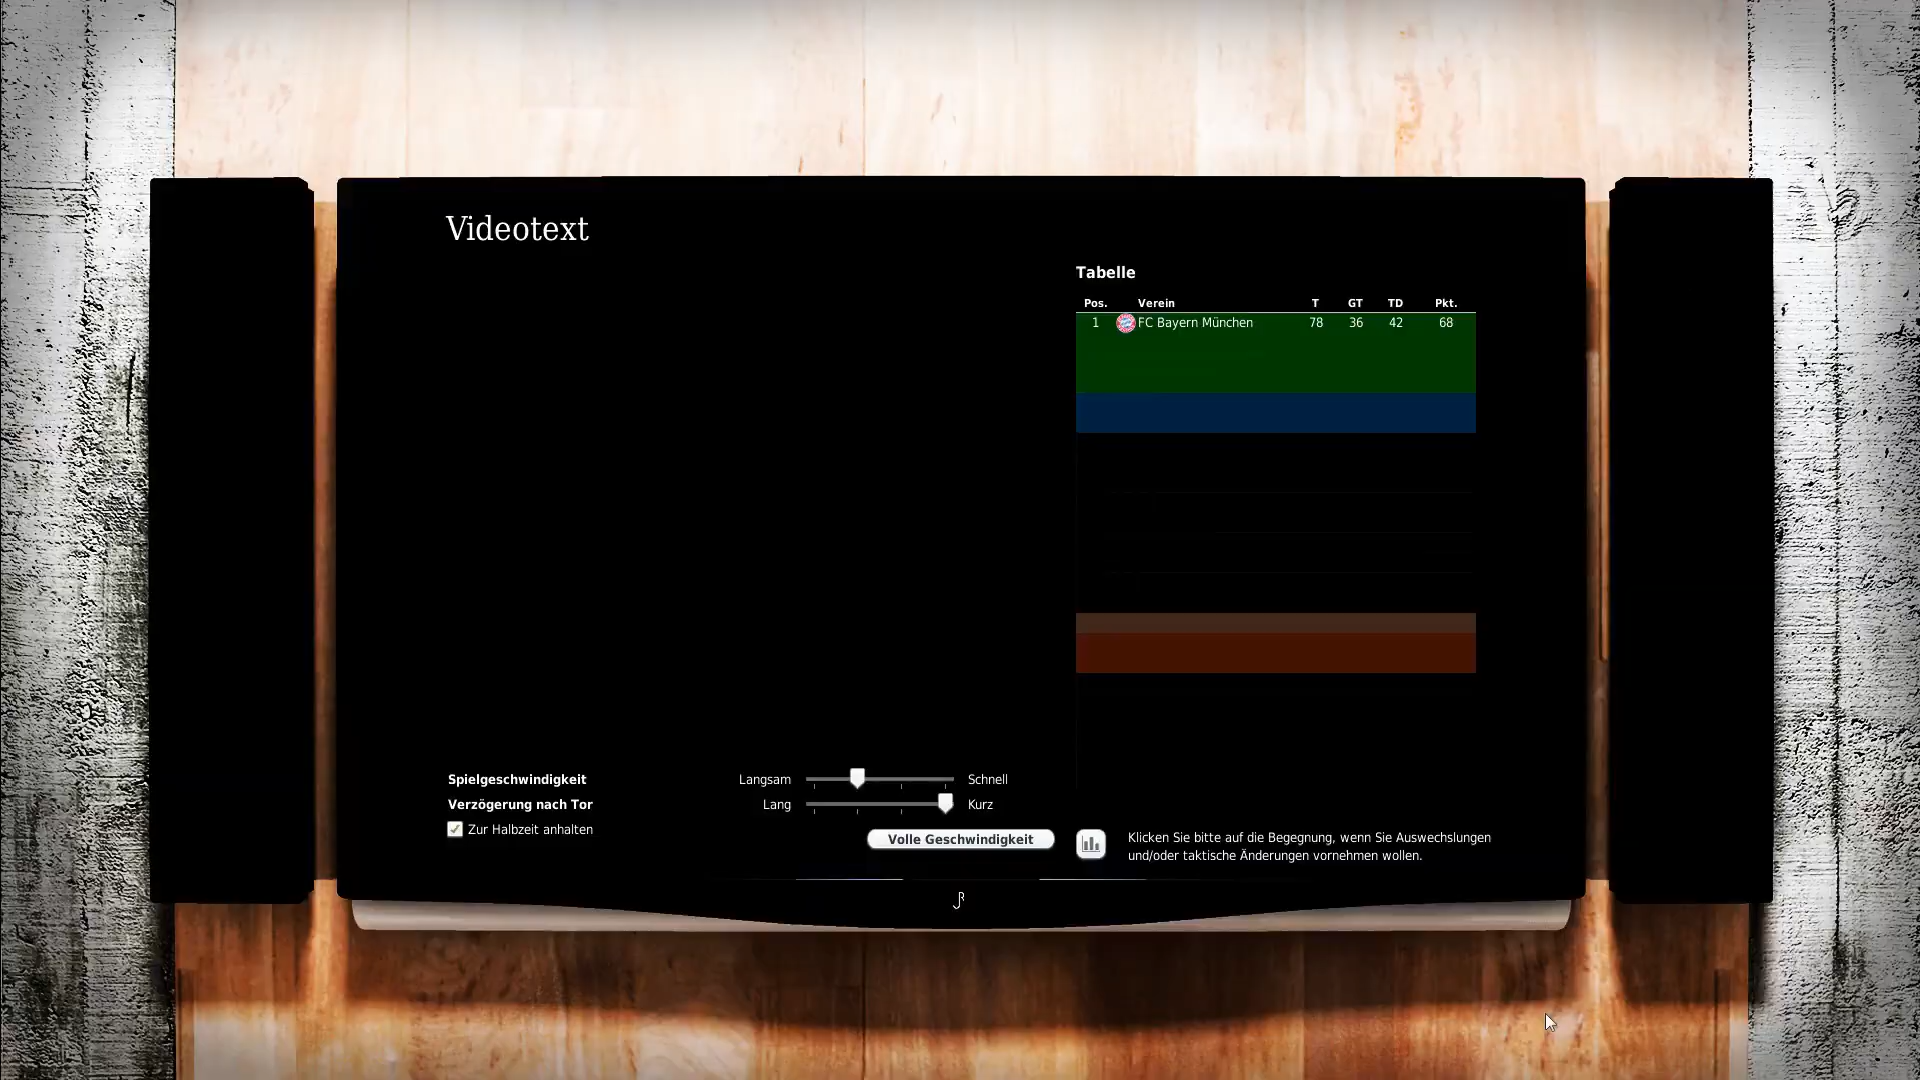 Videotext
Tabelle
Pos. Verein T GT TD Pkt.
1 FC Bayern München 78 36 42 68
Spielgeschwindigkeit Langsam Schnell
Verzögerung nach Tor Lang Kurz
Zur Halbzeit anhalten
Volle Geschwindigkeit
Klicken Sie bitte auf die Begegnung, wenn Sie Auswechslungen
und/oder taktische Änderungen vornehmen wollen.